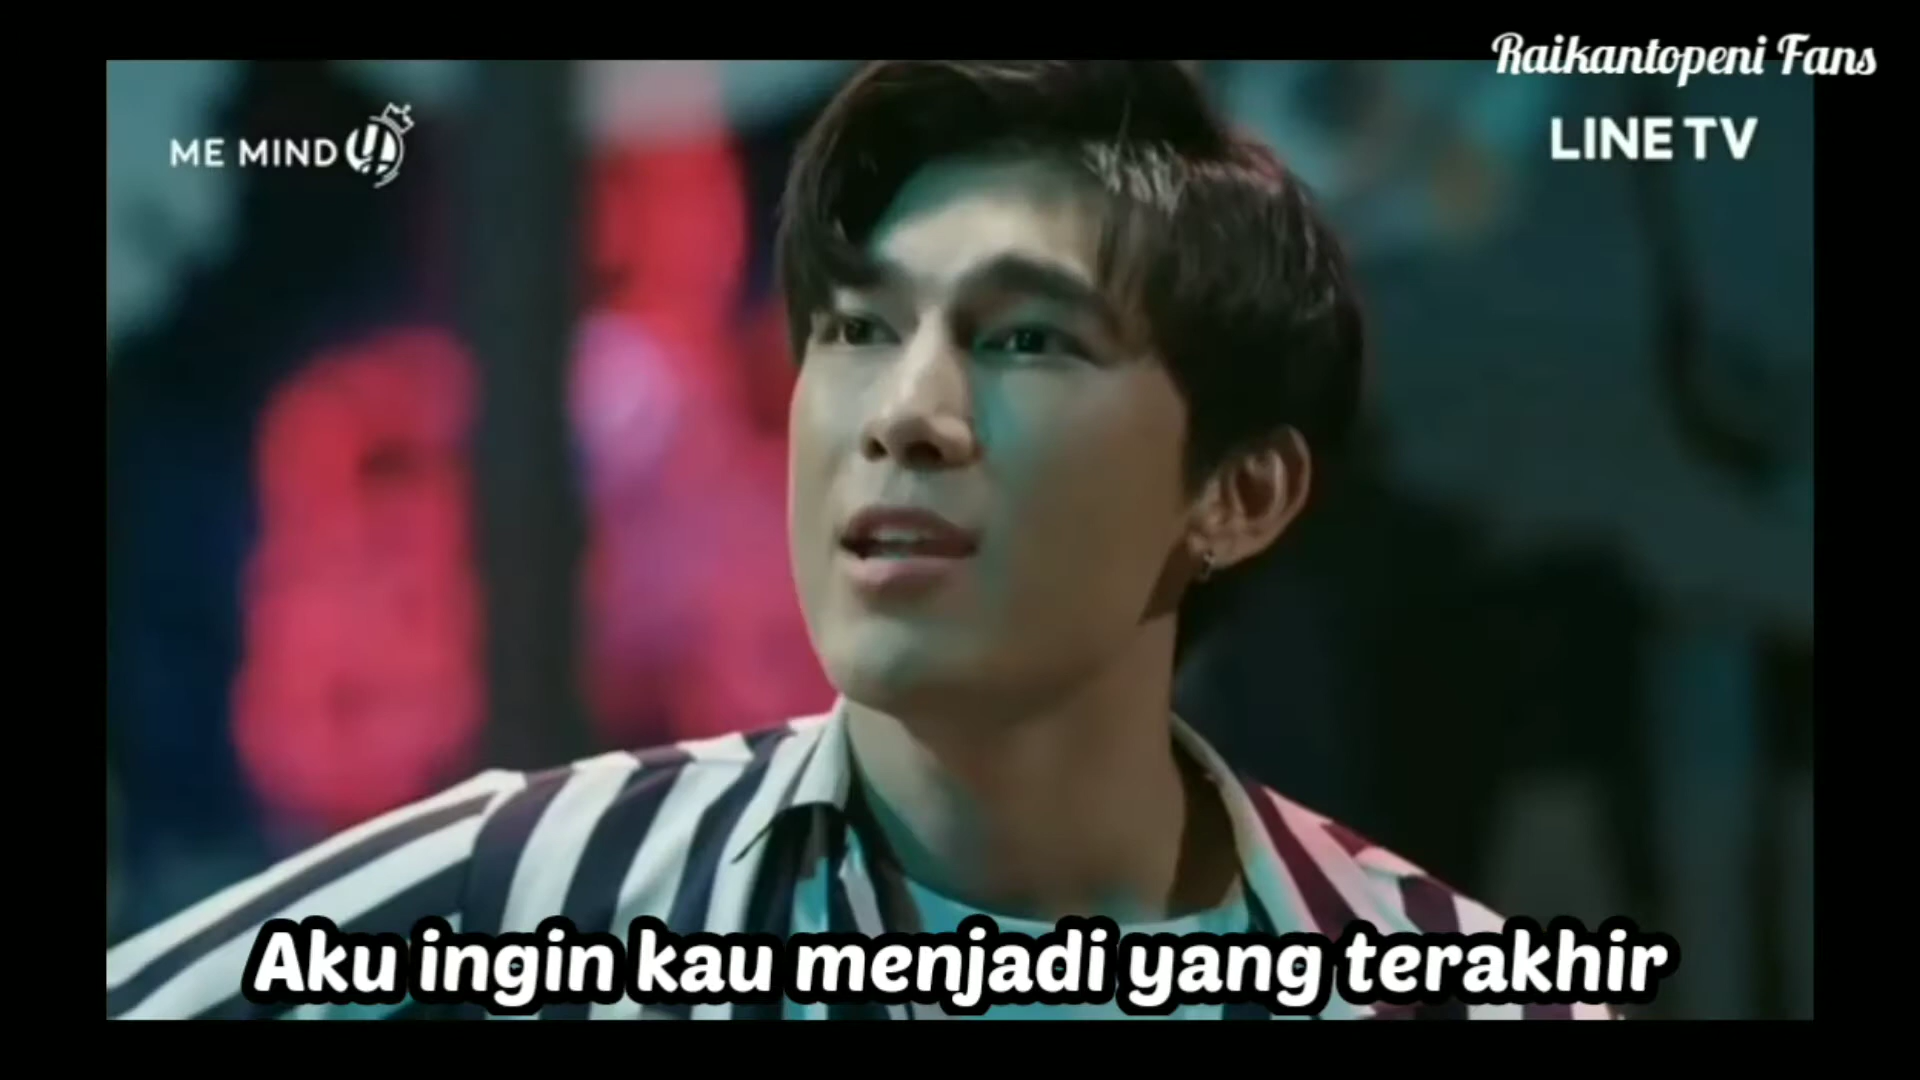 Raikantopeni Fans
ME MIND Y
LINE TV
Aku ingin kau menjadi yang terakhir